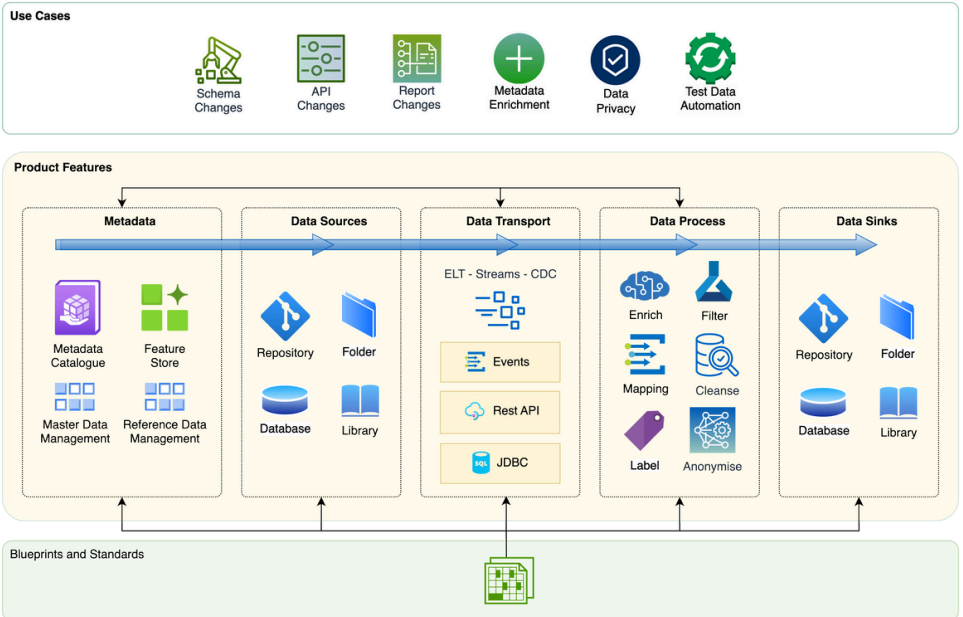 Use Cases
Schema
Changes
API
Changes
Report
Changes
Metadata
Enrichment
Data
Privacy
Test Data
Automation
Product Features
Metadata
Metadata
Catalogue
Feature
Store
Master Data
Management
Reference Data
Management
Data Sources
Repository
Folder
Database
Library
Data Transport
ELT - Streams - CDC
Events
Rest API
SQL
JDBC
Data Process
Enrich
Filter
Mapping
Cleanse
Label
Anonymise
Data Sinks
Repository
Folder
Database
Library
Blueprints and Standards